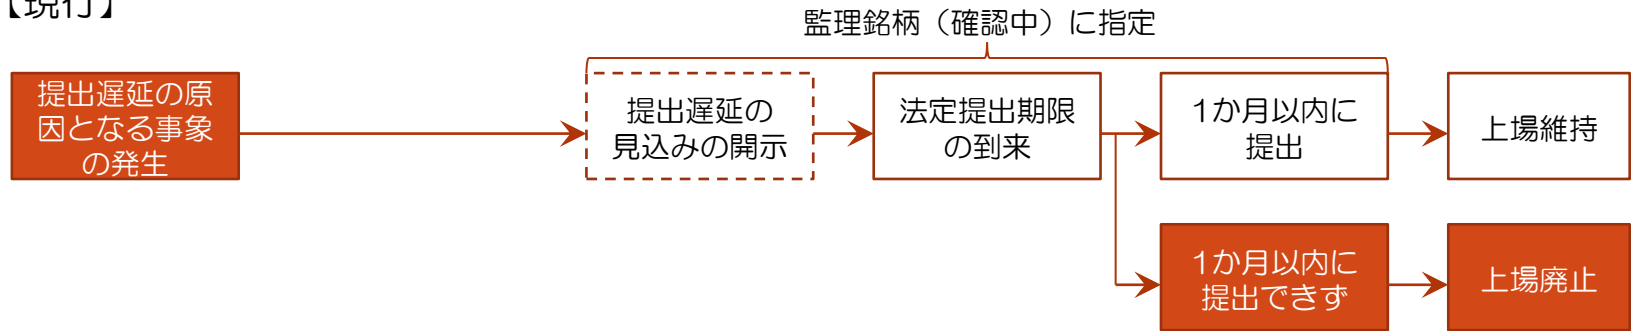 【現行】
監理銘柄（確認中）に指定
提出遅延の原
因となる事象
の発生
提出遅延の
見込みの開示
法定提出期限
の到来
1か月以内に
提出
上場維持
1か月以内に
提出できず
上場廃止